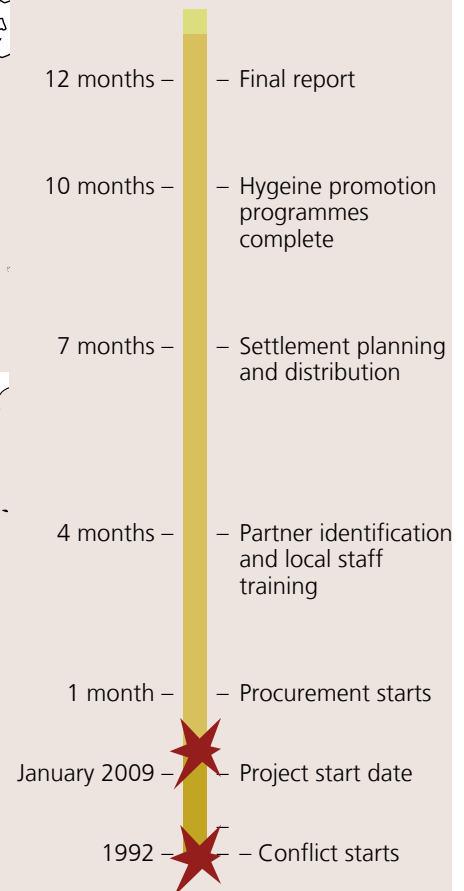 12 months – – Final report
10 months – – Hygeine promotion
programmes
complete
7 months – – Settlement planning
and distribution
4 months – – Partner identification
and local staff
training
1 month – – Procurement starts
January 2009 – – Project start date
–
1992 – – – Conflict starts